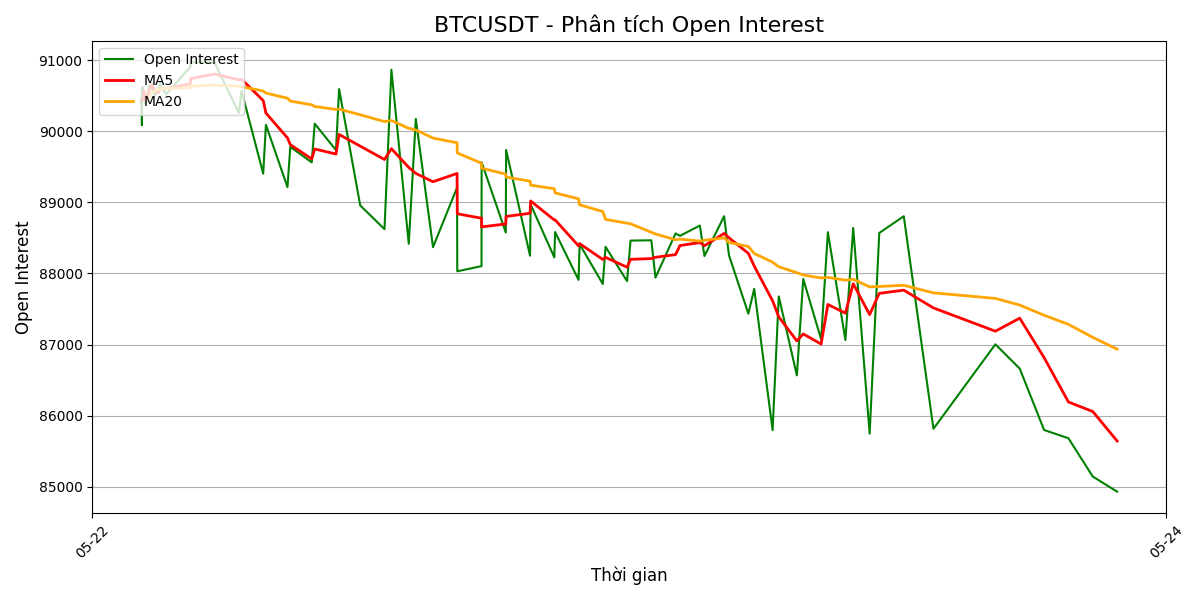 BTCUSDT - Phân tích Open Interest
Open Interest
MA5
MA20
91000
90000
89000
88000
87000
86000
85000
Open Interest
05-22
05-24
Thời gian